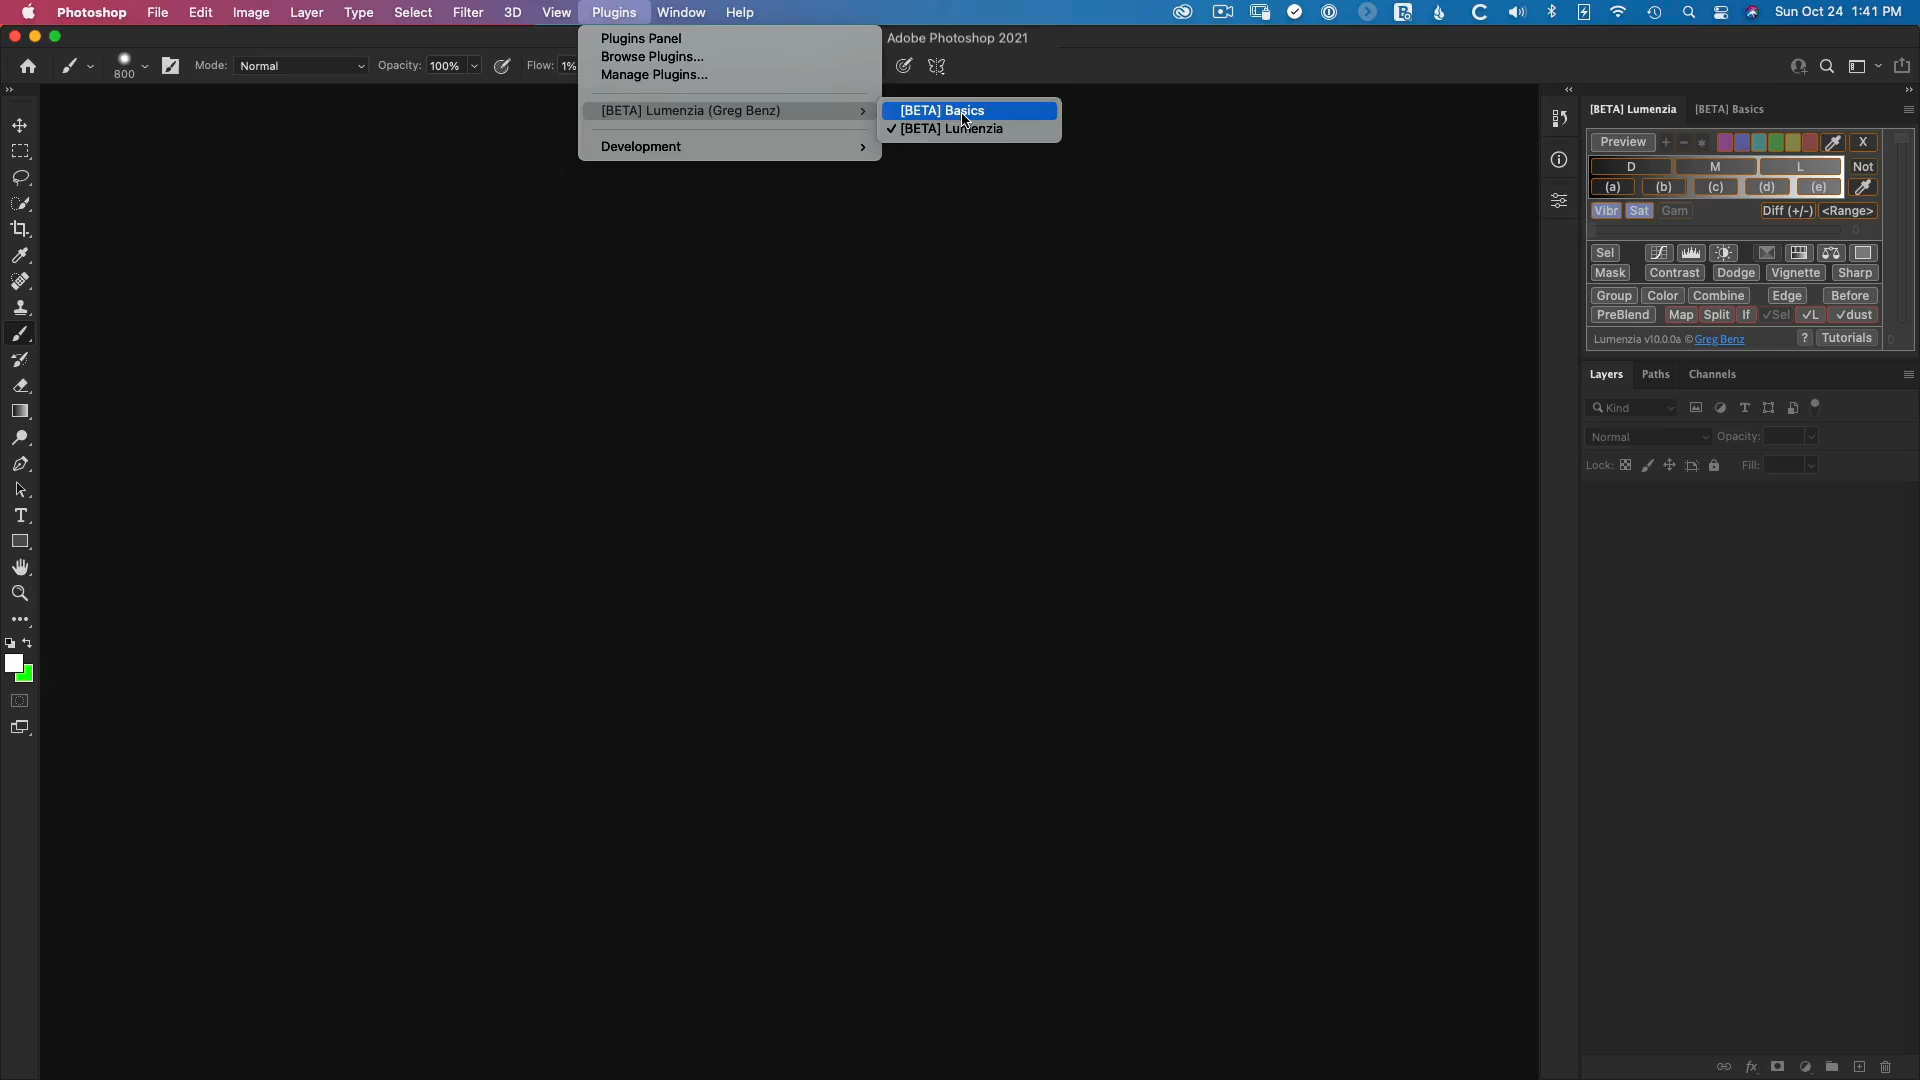 Photoshop File Edit Image Layer Type Select Filter 3D View Plugins Window Help Sun Oct 24 1:41 PM
Adobe Photoshop 2021
800 Mode: Normal Opacity: 100% Flow: 1%
Plugins Panel
Browse Plugins...
Manage Plugins...
[BETA] Lumenzia (Greg Benz)
Development
[BETA] Basics
✓ [BETA] Lumenzia
[BETA] Lumenzia [BETA] Basics
Preview + - * X
D M L Not
(a) (b) (c) (d) (e)
Vibr Sat Gam Diff (+/-) <Range>
0
Sel
Mask Contrast Dodge Vignette Sharp
Group Color Combine Edge Before
PreBlend Map Split If ✓Sel ✓L ✓dust
Lumenzia v10.0.0a © Greg Benz ? Tutorials 0
Layers Paths Channels
Kind
Normal Opacity:
Lock: Fill:
fx